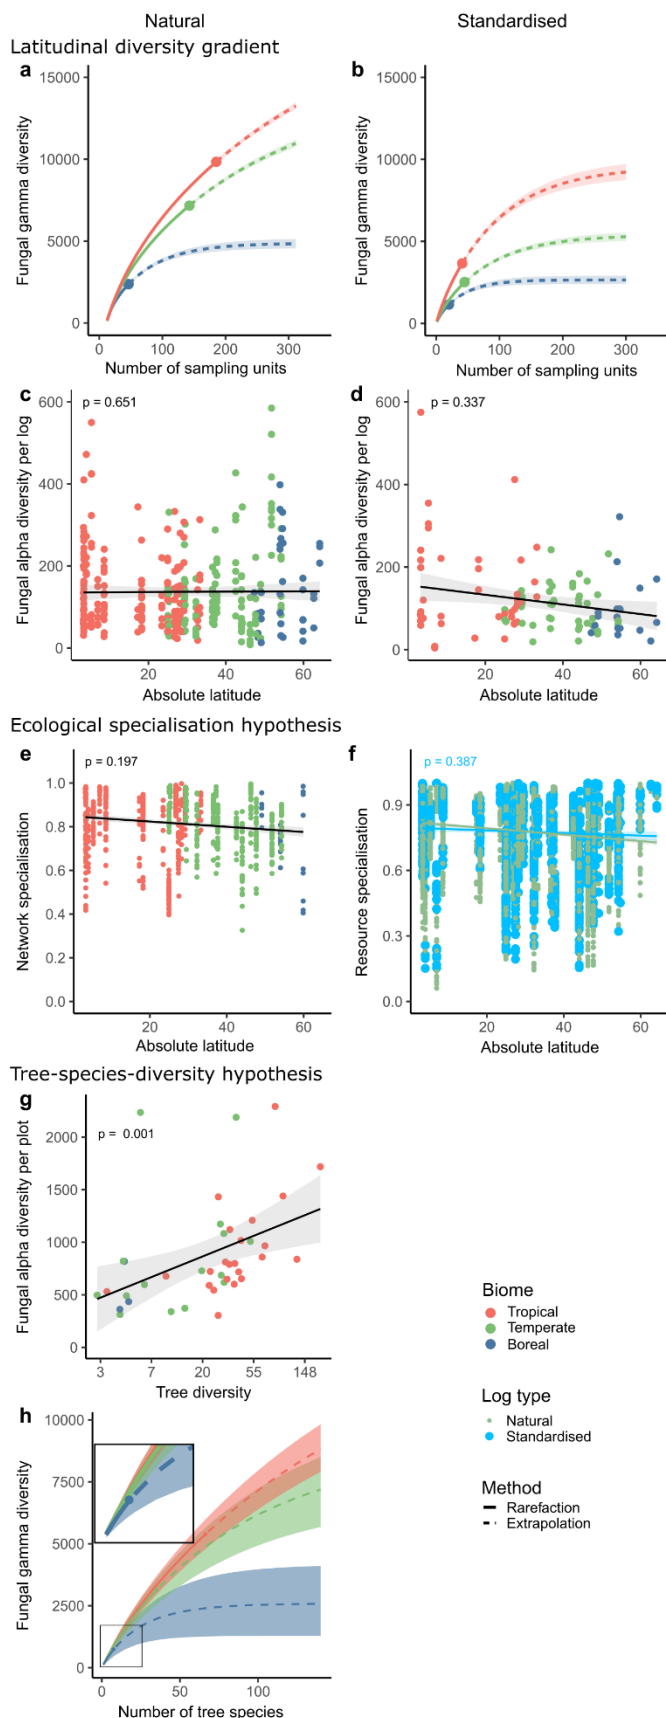 Natural
Standardised
Latitudinal diversity gradient
a
15000
10000
5000
0
Fungal gamma diversity
0 100 200 300
Number of sampling units
b
15000
10000
5000
0
Fungal gamma diversity
0 100 200 300
Number of sampling units
c
p = 0.651
600
400
200
0
Fungal alpha diversity per log
20 40 60
Absolute latitude
d
p = 0.337
600
400
200
0
Fungal alpha diversity per log
20 40 60
Absolute latitude
Ecological specialisation hypothesis
e
p = 0.197
1.0
0.8
0.6
0.4
0.2
0.0
Network specialisation
20 40 60
Absolute latitude
f
p = 0.387
0.9
0.6
0.3
0.0
Resource specialisation
20 40 60
Absolute latitude
Tree-species-diversity hypothesis
g
p = 0.001
2000
1500
1000
500
0
Fungal alpha diversity per plot
3 7 20 55 148
Tree diversity
Biome
Tropical
Temperate
Boreal
Log type
Natural
Standardised
Method
Rarefaction
Extrapolation
h
10000
7500
5000
2500
0
Fungal gamma diversity
0 50 100
Number of tree species